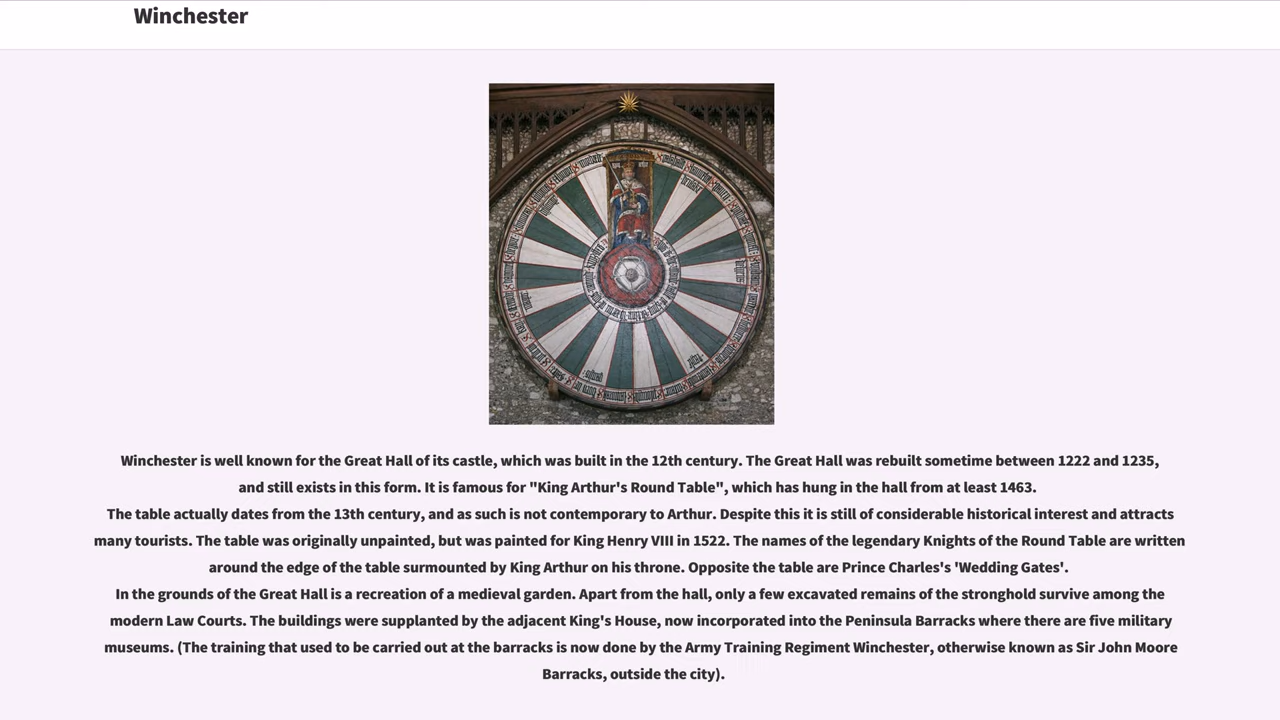 Winchester
Winchester is well known for the Great Hall of its castle, which was built in the 12th century. The Great Hall was rebuilt sometime between 1222 and 1235,
and still exists in this form. It is famous for "King Arthur's Round Table", which has hung in the hall from at least 1463.
The table actually dates from the 13th century, and as such is not contemporary to Arthur. Despite this it is still of considerable historical interest and attracts
many tourists. The table was originally unpainted, but was painted for King Henry VIII in 1522. The names of the legendary Knights of the Round Table are written
around the edge of the table surmounted by King Arthur on his throne. Opposite the table are Prince Charles's 'Wedding Gates'.
In the grounds of the Great Hall is a recreation of a medieval garden. Apart from the hall, only a few excavated remains of the stronghold survive among the
modern Law Courts. The buildings were supplanted by the adjacent King's House, now incorporated into the Peninsula Barracks where there are five military
museums. (The training that used to be carried out at the barracks is now done by the Army Training Regiment Winchester, otherwise known as Sir John Moore
Barracks, outside the city).